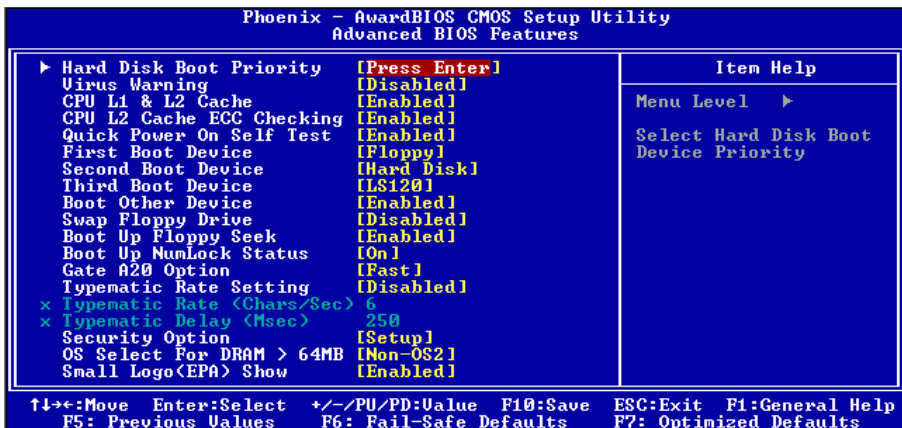 Phoenix - AwardBIOS CMOS Setup Utility
Advanced BIOS Features
Hard Disk Boot Priority [Press Enter]
Virus Warning [Disabled]
CPU L1 & L2 Cache [Enabled]
CPU L2 Cache ECC Checking [Enabled]
Quick Power On Self Test [Enabled]
First Boot Device [Floppy]
Second Boot Device [Hard Disk]
Third Boot Device [LS120]
Boot Other Device [Enabled]
Swap Floppy Drive [Disabled]
Boot Up Floppy Seek [Enabled]
Boot Up NumLock Status [On]
Gate A20 Option [Fast]
Typematic Rate Setting [Disabled]
x Typematic Rate (Chars/Sec) 6
x Typematic Delay (Msec) 250
Security Option [Setup]
OS Select For DRAM > 64MB [Non-OS2]
Small Logo(EPA) Show [Enabled]
Item Help
Menu Level
Select Hard Disk Boot
Device Priority
↑↓→←:Move Enter:Select +/-/PU/PD:Value F10:Save ESC:Exit F1:General Help
F5: Previous Values F6: Fail-Safe Defaults F7: Optimized Defaults